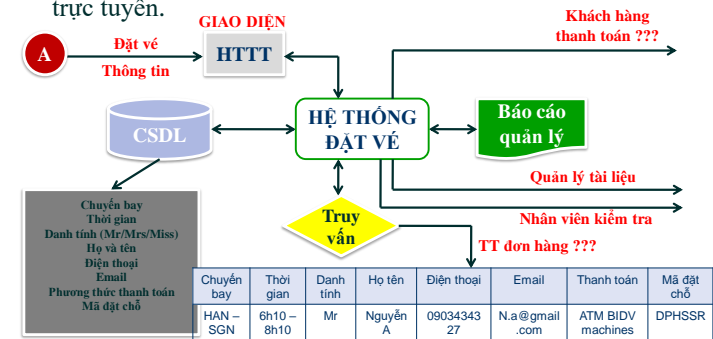 trực tuyến.
GIAO DIỆN
Khách hàng
thanh toán ???
A
Đặt vé
Thông tin
HTTT
CSDL
HỆ THỐNG
ĐẶT VÉ
Báo cáo
quản lý
Quản lý tài liệu
Nhân viên kiểm tra
Truy
vấn
TT đơn hàng ???
Chuyến bay
Thời gian
Danh tính (Mr/Mrs/Miss)
Họ và tên
Điện thoại
Email
Phương thức thanh toán
Mã đặt chỗ
Chuyến bay | Thời gian | Danh tính | Họ tên | Điện thoại | Email | Thanh toán | Mã đặt chỗ
HAN – SGN | 6h10 – 8h10 | Mr | Nguyễn A | 0903434327 | N.a@gmail.com | ATM BIDV machines | DPHSSR